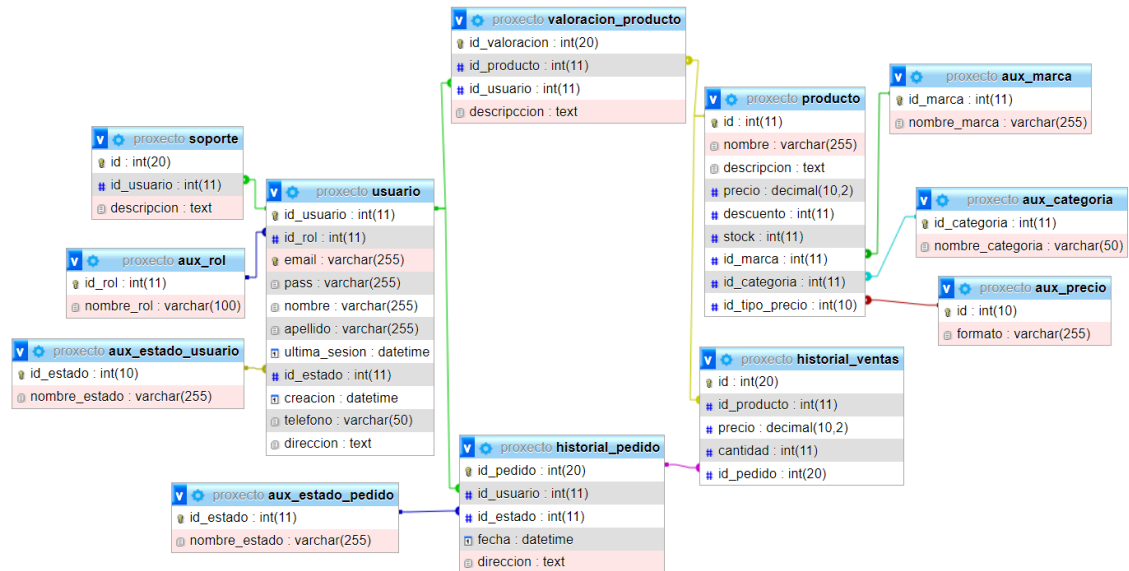 proxecto valoracion_producto
id_valoracion : int(20)
id_producto : int(11)
id_usuario : int(11)
descripccion : text
proxecto aux_marca
id_marca : int(11)
nombre_marca : varchar(255)
proxecto producto
id : int(11)
nombre : varchar(255)
descripcion : text
precio : decimal(10,2)
descuento : int(11)
stock : int(11)
id_marca : int(11)
id_categoria : int(11)
id_tipo_precio : int(10)
proxecto soporte
id : int(20)
id_usuario : int(11)
descripcion : text
proxecto usuario
id_usuario : int(11)
id_rol : int(11)
email : varchar(255)
pass : varchar(255)
nombre : varchar(255)
apellido : varchar(255)
ultima_sesion : datetime
id_estado : int(11)
creacion : datetime
telefono : varchar(50)
direccion : text
proxecto aux_categoria
id_categoria : int(11)
nombre_categoria : varchar(50)
proxecto aux_rol
id_rol : int(11)
nombre_rol : varchar(100)
proxecto aux_precio
id : int(10)
formato : varchar(255)
proxecto aux_estado_usuario
id_estado : int(10)
nombre_estado : varchar(255)
proxecto historial_ventas
id : int(20)
id_producto : int(11)
precio : decimal(10,2)
cantidad : int(11)
id_pedido : int(20)
proxecto historial_pedido
id_pedido : int(20)
id_usuario : int(11)
id_estado : int(11)
fecha : datetime
direccion : text
proxecto aux_estado_pedido
id_estado : int(11)
nombre_estado : varchar(255)